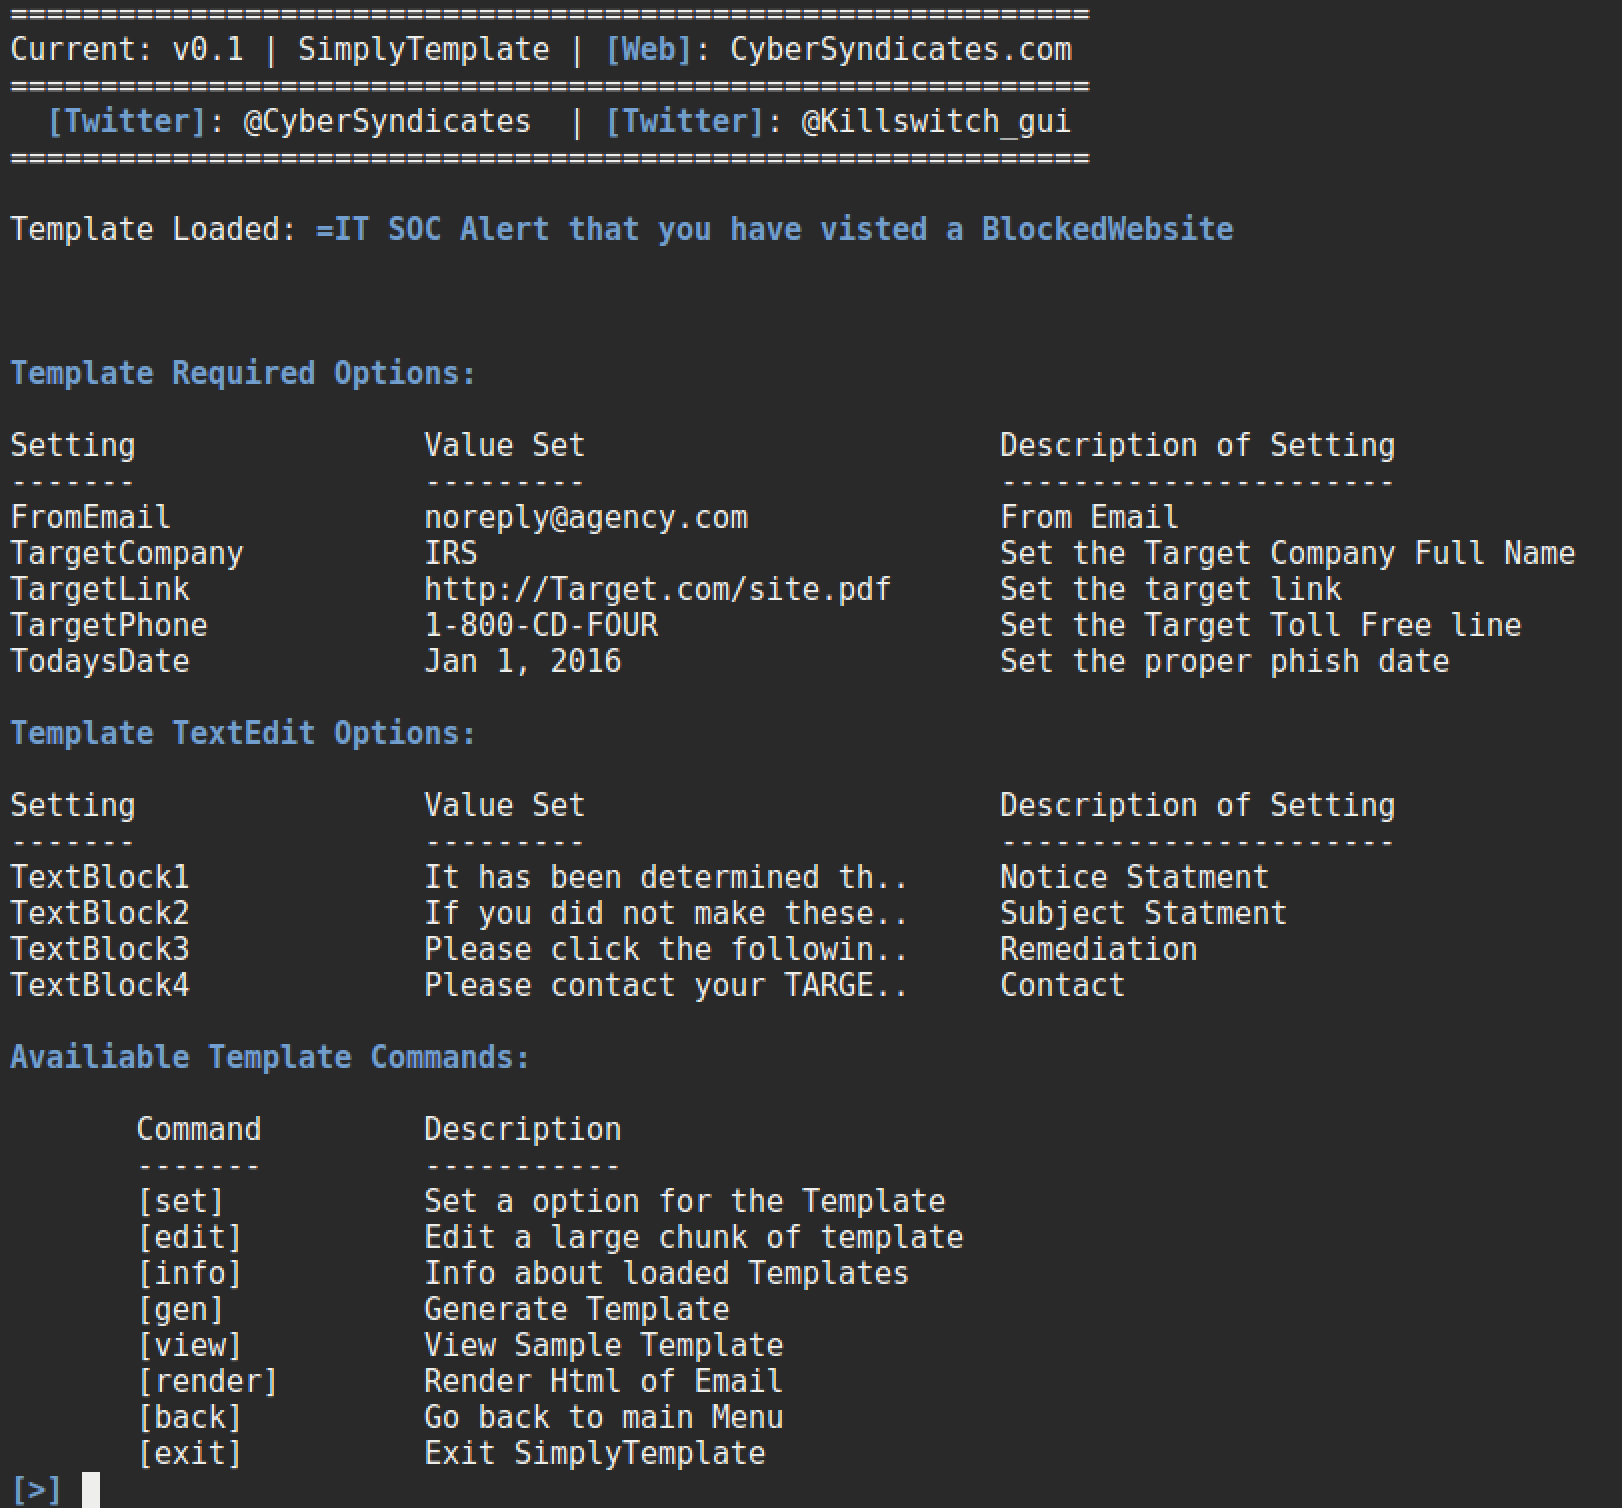 ============================================================
Current: v0.1 | SimplyTemplate | [Web]: CyberSyndicates.com
============================================================
[Twitter]: @CyberSyndicates | [Twitter]: @Killswitch_gui
============================================================
Template Loaded: =IT SOC Alert that you have visted a BlockedWebsite
Template Required Options:
Setting Value Set Description of Setting
------- --------- ----------------------
FromEmail noreply@agency.com From Email
TargetCompany IRS Set the Target Company Full Name
TargetLink http://Target.com/site.pdf Set the target link
TargetPhone 1-800-CD-FOUR Set the Target Toll Free line
TodaysDate Jan 1, 2016 Set the proper phish date
Template TextEdit Options:
Setting Value Set Description of Setting
------- --------- ----------------------
TextBlock1 It has been determined th.. Notice Statment
TextBlock2 If you did not make these.. Subject Statment
TextBlock3 Please click the followin.. Remediation
TextBlock4 Please contact your TARGE.. Contact
Availiable Template Commands:
Command Description
------- -----------
[set] Set a option for the Template
[edit] Edit a large chunk of template
[info] Info about loaded Templates
[gen] Generate Template
[view] View Sample Template
[render] Render Html of Email
[back] Go back to main Menu
[exit] Exit SimplyTemplate
[>]